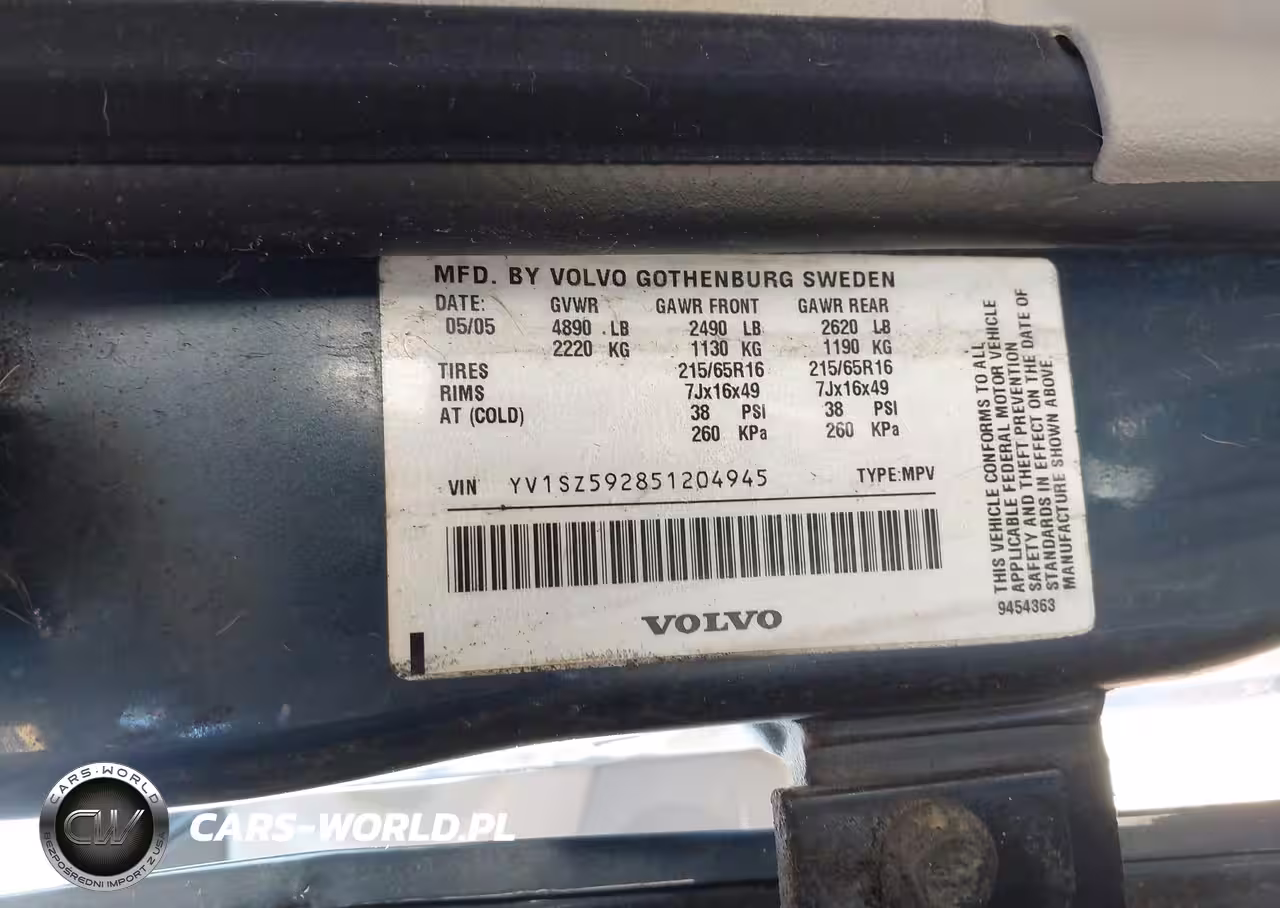 MFD. BY VOLVO GOTHENBURG SWEDEN
DATE: GVWR GAWR FRONT GAWR REAR
05/05 4890 .LB 2490 LB 2620 LB
2220 KG 1130 KG 1190 KG
TIRES 215/65R16 215/65R16
RIMS 7Jx16x49 7Jx16x49
AT (COLD) 38 PSI 38 PSI
260 KPa 260 KPa
VIN YV1SZ592851204945 TYPE:MPV
VOLVO
THIS VEHICLE CONFORMS TO ALL
APPLICABLE FEDERAL MOTOR VEHICLE
SAFETY AND THEFT PREVENTION
STANDARDS IN EFFECT ON THE DATE OF
MANUFACTURE SHOWN ABOVE.
9454363
CARS-WORLD
CW
BEZPOŚREDNI IMPORT Z USA
CARS-WORLD.PL